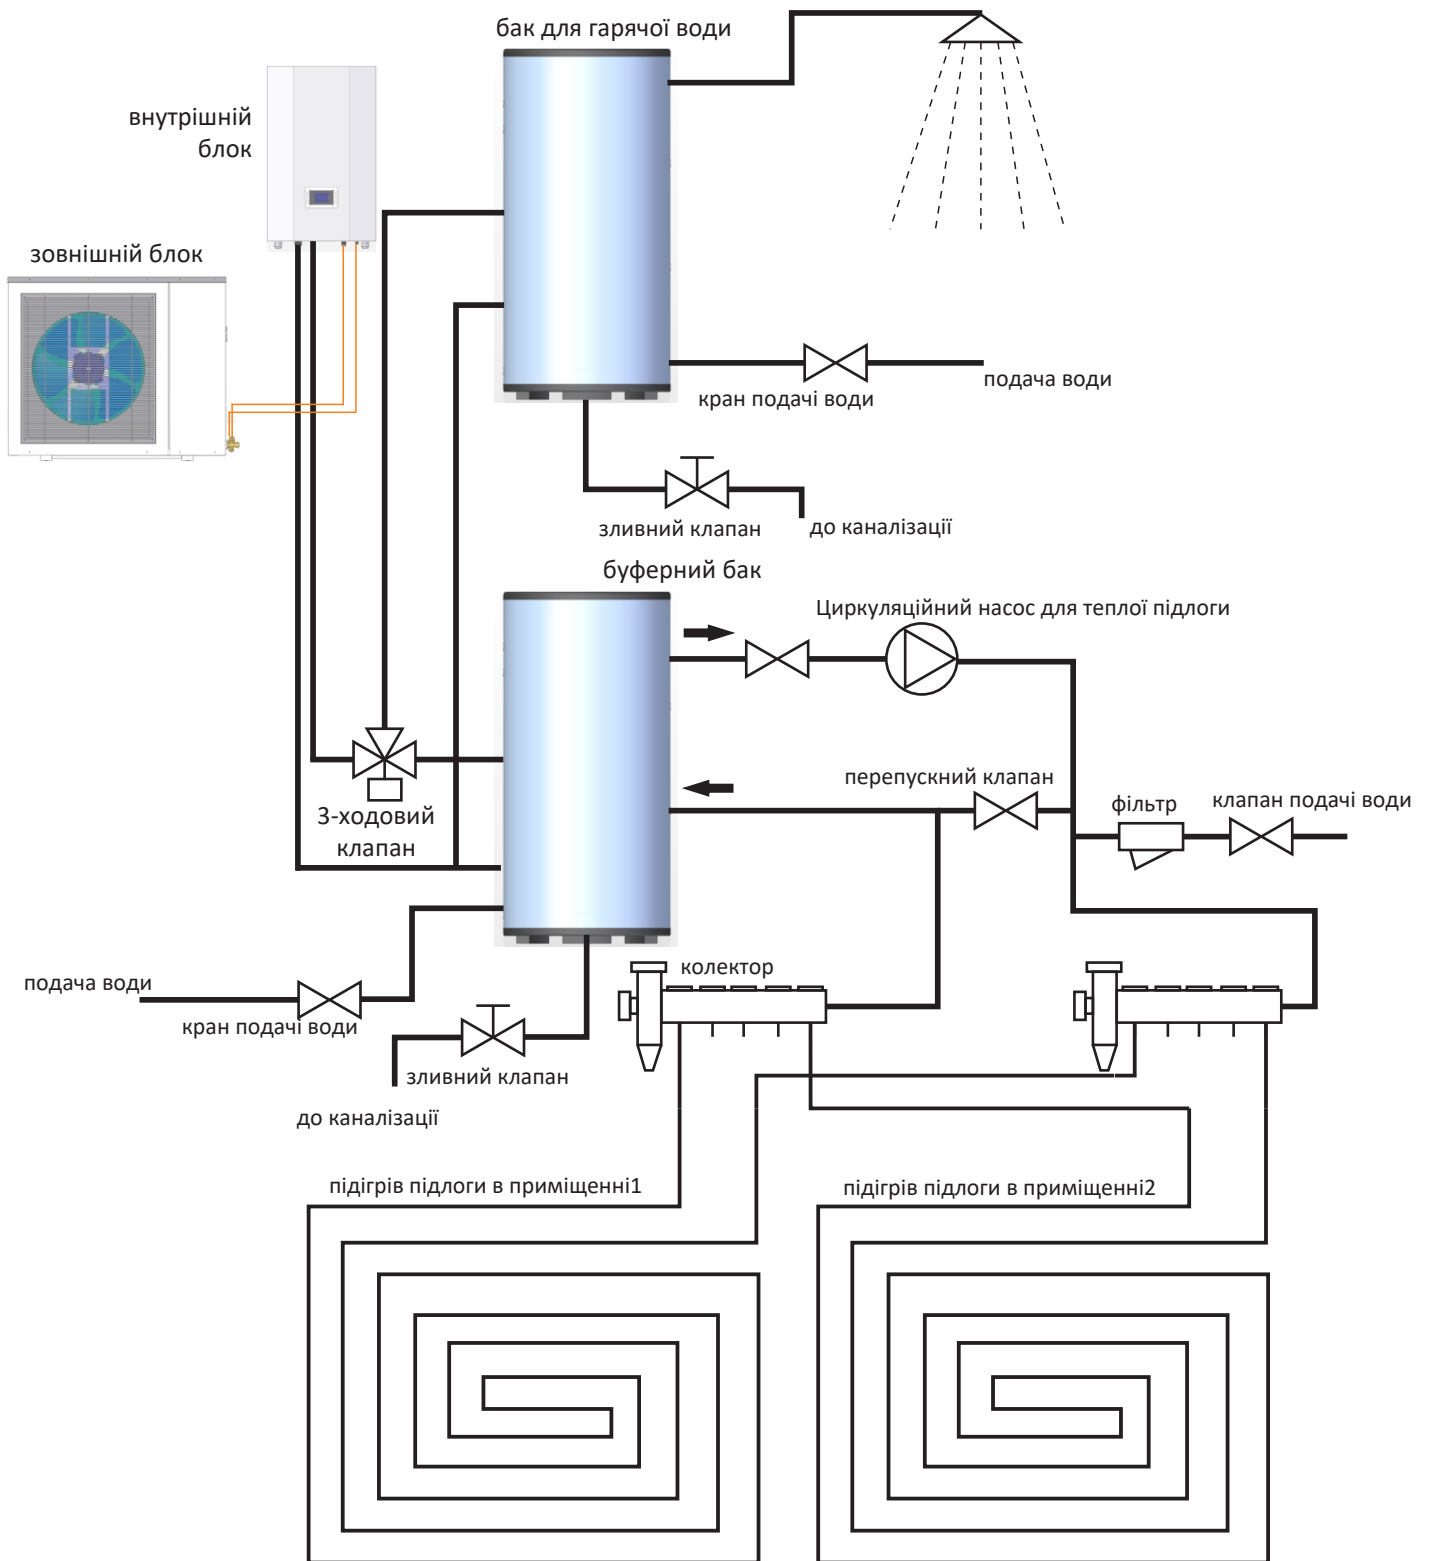 бак для гарячої води
внутрішній
блок
зовнішній блок
подача води
кран подачі води
зливний клапан
до каналізації
буферний бак
Циркуляційний насос для теплої підлоги
перепускний клапан
фільтр
клапан подачі води
3-ходовий
клапан
колектор
подача води
кран подачі води
зливний клапан
до каналізації
підігрів підлоги в приміщенні1
підігрів підлоги в приміщенні2